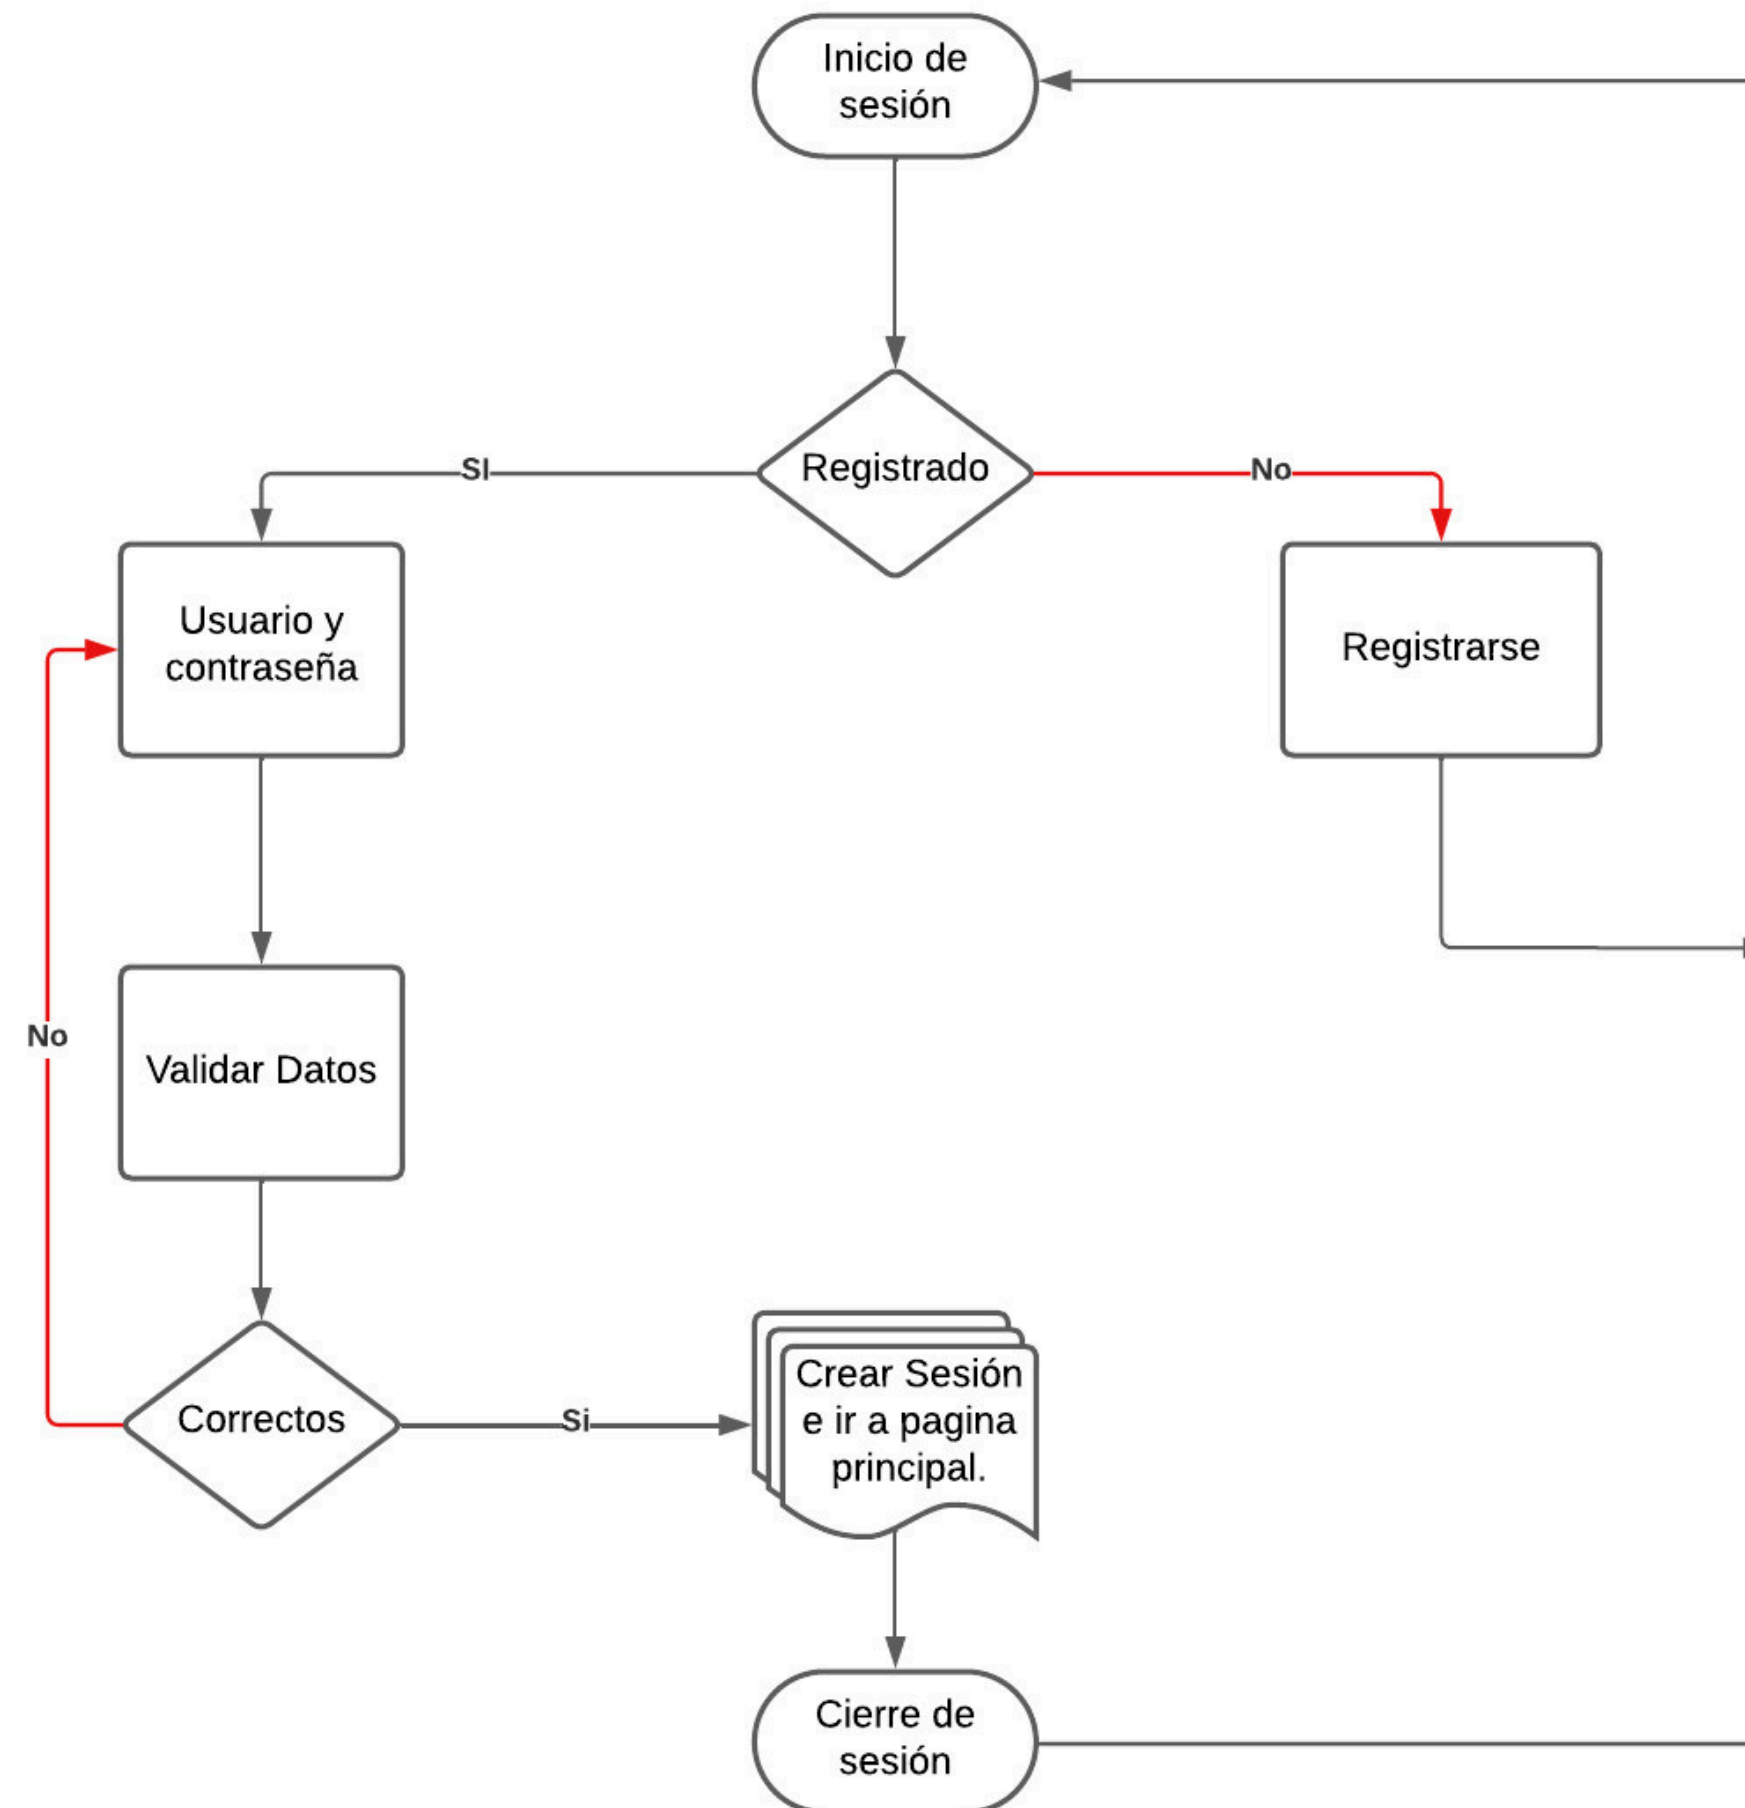 Inicio de
sesión
Registrado
SI
No
Usuario y
contraseña
Registrarse
Validar Datos
No
Correctos
Si
Crear Sesión
e ir a pagina
principal.
Cierre de
sesión